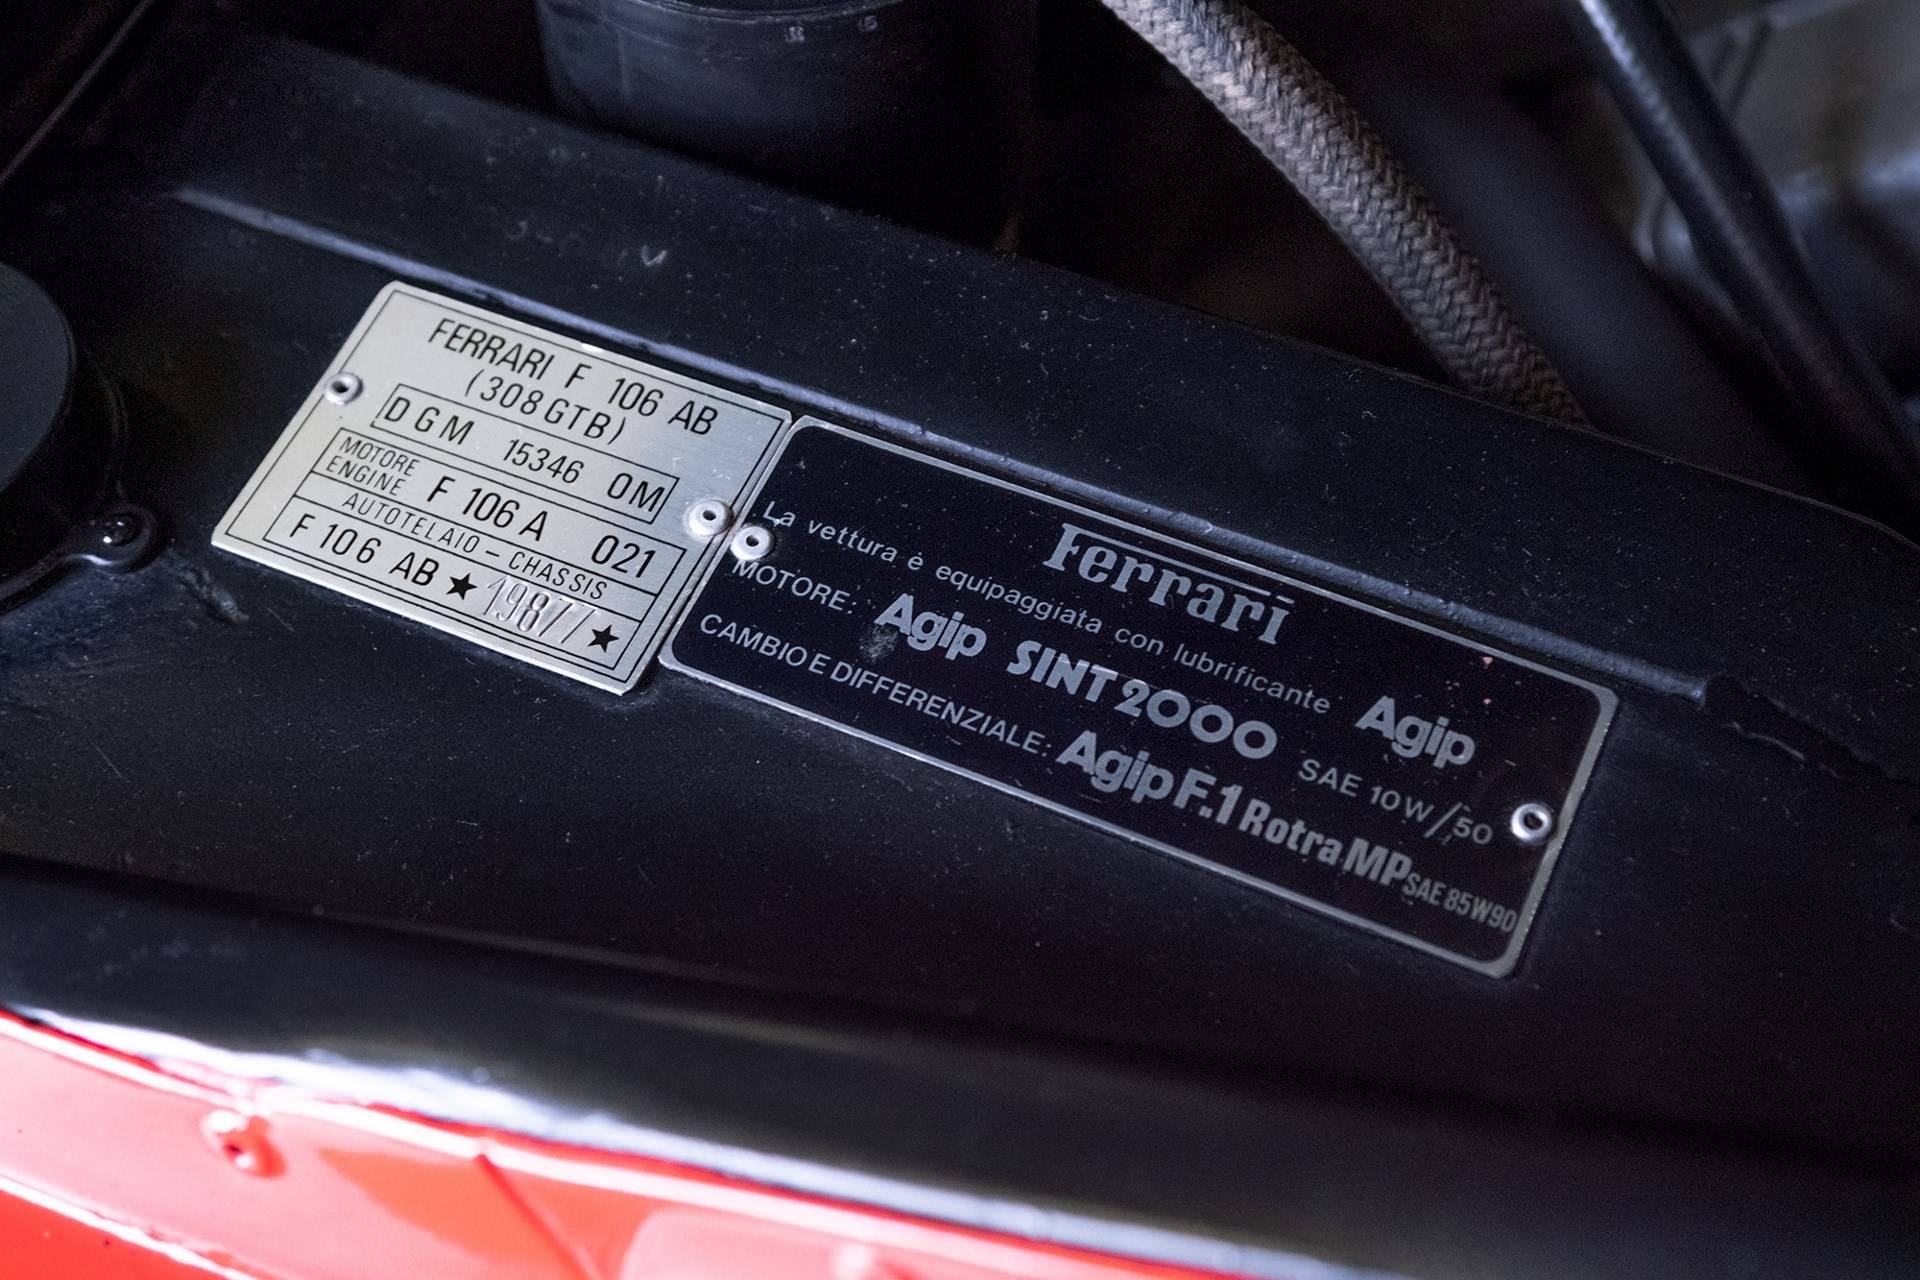 FERRARI F 106 AB
(308 GTB)
DGM 15346 OM
MOTORE
ENGINE F 106 A 021
AUTOTELAIO - CHASSIS
F 106 AB ★ 19877 ★
Ferrari
La vettura è equipaggiata con lubrificante Agip
MOTORE: Agip SINT 2000 SAE 10W/50
CAMBIO E DIFFERENZIALE: Agip F.1 Rotra MP SAE 85W90